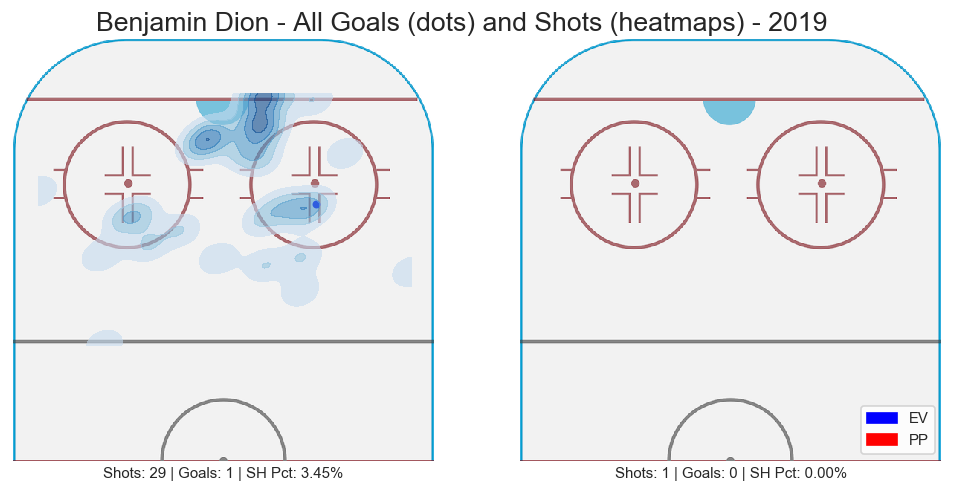 Benjamin Dion - All Goals (dots) and Shots (heatmaps) - 2019
EV
PP
Shots: 29 | Goals: 1 | SH Pct: 3.45%
Shots: 1 | Goals: 0 | SH Pct: 0.00%